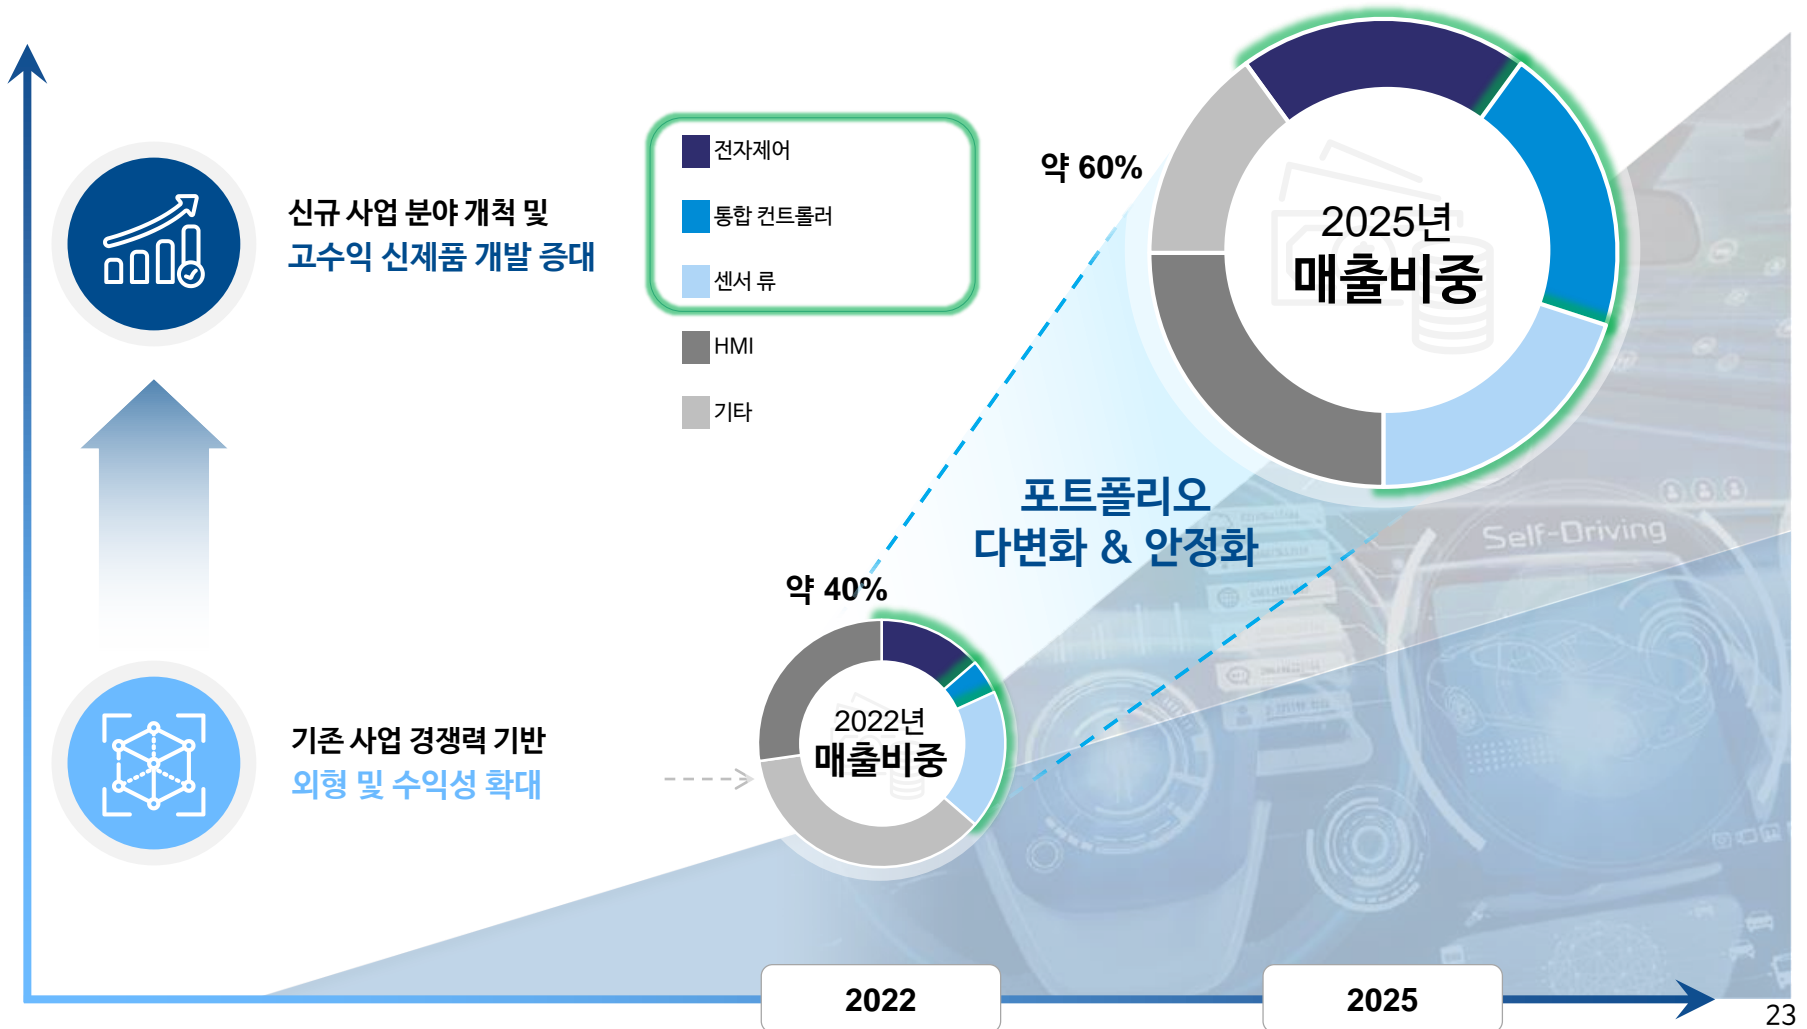 신규 사업 분야 개척 및
고수익 신제품 개발 증대
기존 사업 경쟁력 기반
외형 및 수익성 확대
전자제어
통합 컨트롤러
센서 류
HMI
기타
약 60%
2025년
매출비중
포트폴리오
다변화 & 안정화
약 40%
2022년
매출비중
Self-Driving
2022
2025
23